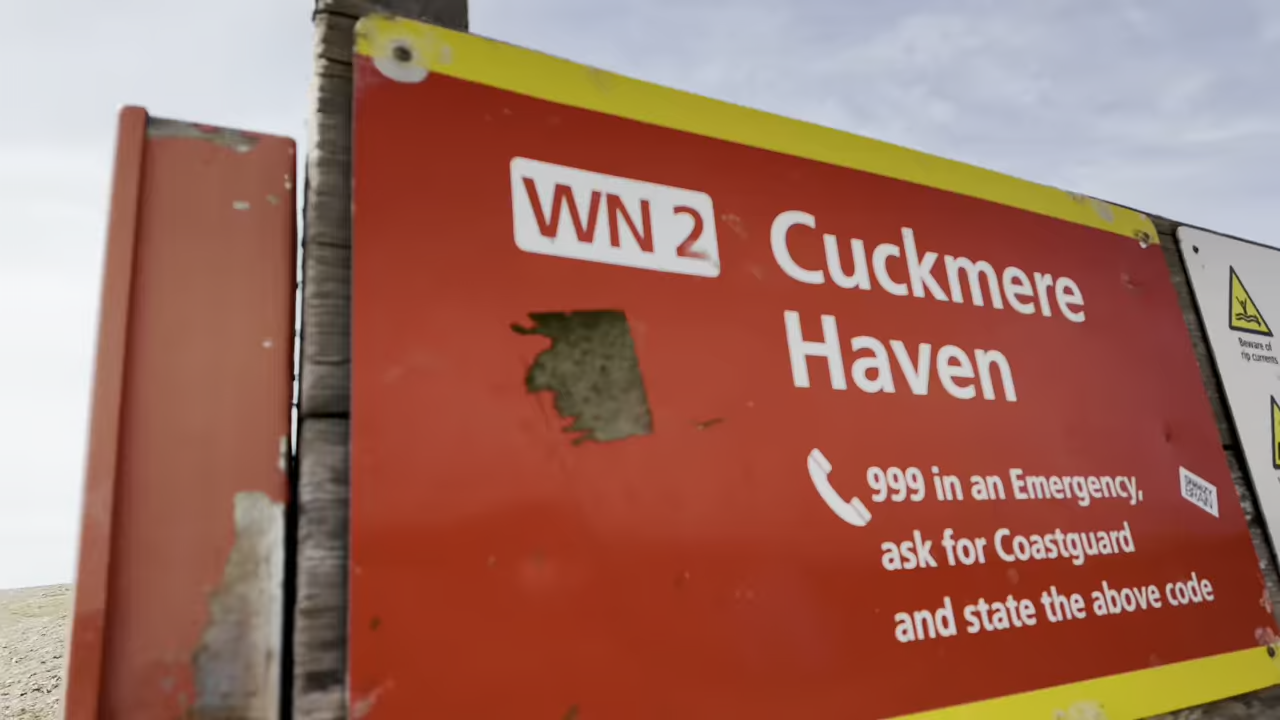 WN 2
Cuckmere
Haven
999 in an Emergency,
ask for Coastguard
and state the above code
Beware of
rip currents